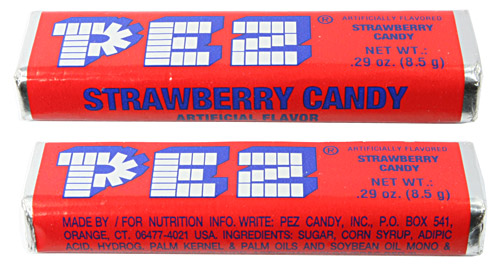 PEZ®
ARTIFICIALLY FLAVORED
STRAWBERRY
CANDY
NET WT.:
.29 oz. (8.5 g)
STRAWBERRY CANDY
ARTIFICIAL FLAVOR
PEZ®
ARTIFICIALLY FLAVORED
STRAWBERRY
CANDY
NET WT.:
.29 oz. (8.5 g)
MADE BY / FOR NUTRITION INFO. WRITE: PEZ CANDY, INC., P.O. BOX 541,
ORANGE, CT. 06477-4021 USA. INGREDIENTS: SUGAR, CORN SYRUP, ADIPIC
ACID, HYDROG. PALM KERNEL & PALM OILS AND SOYBEAN OIL MONO &